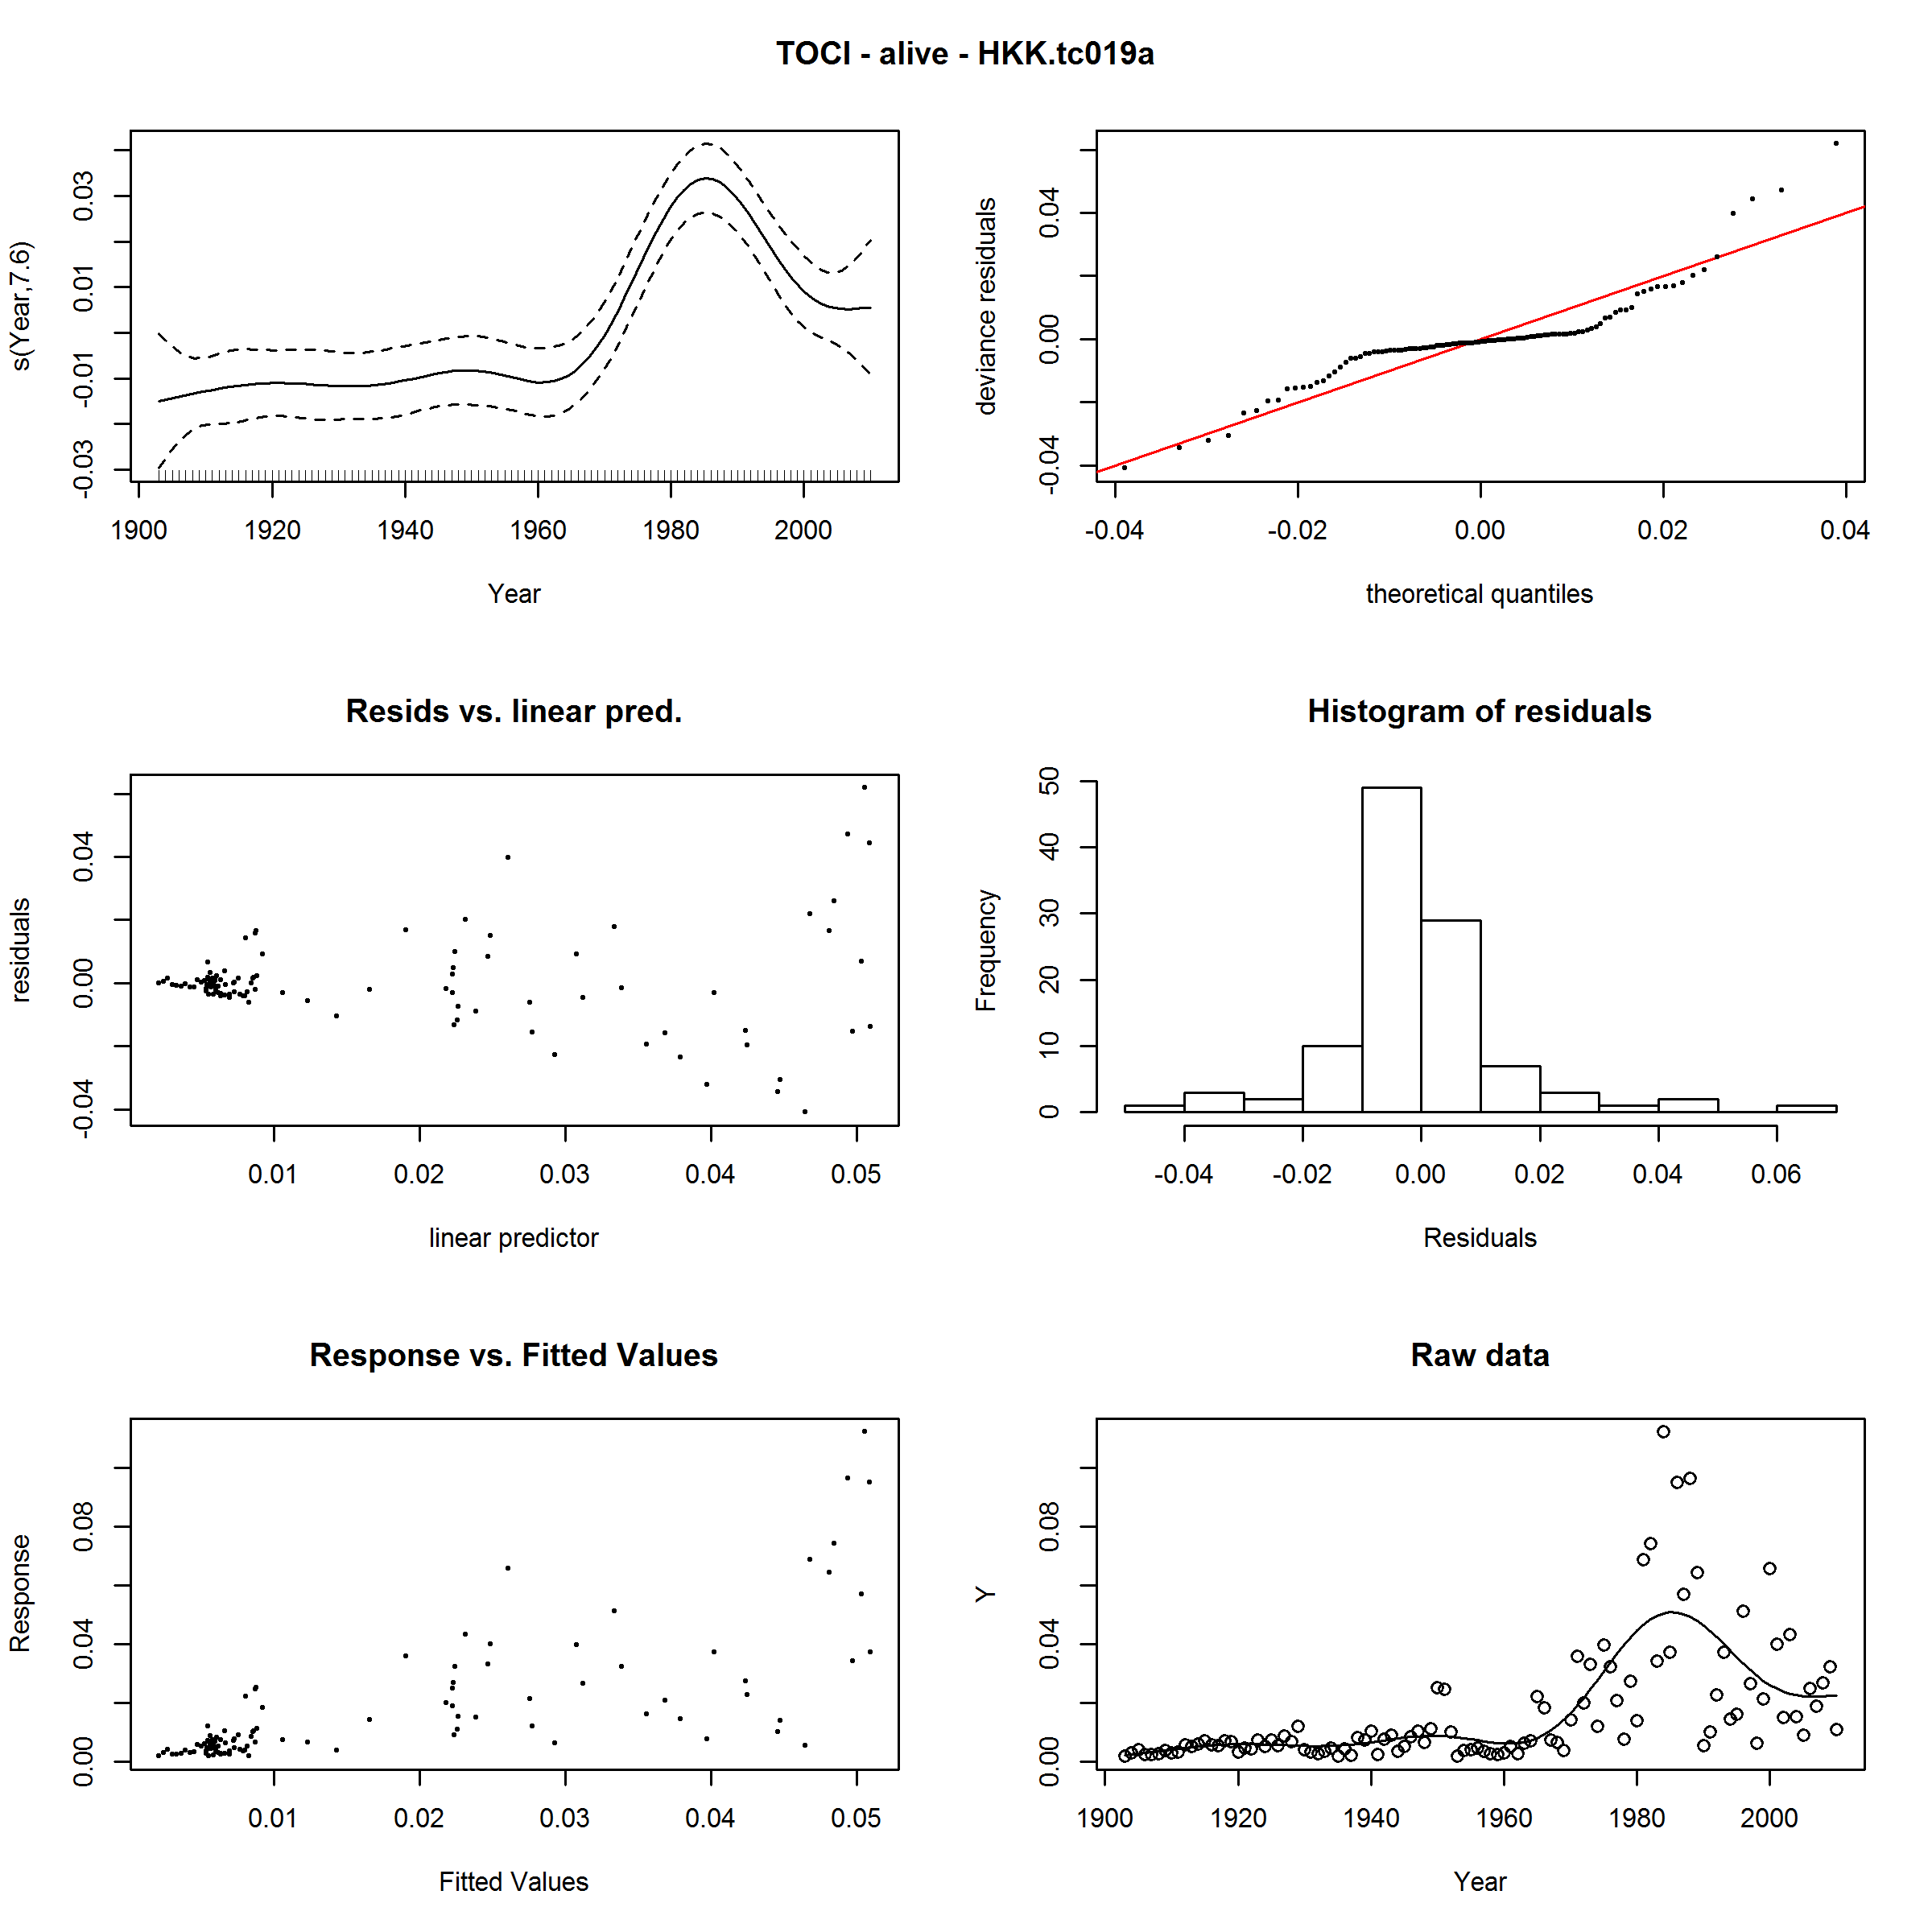 TOCI - alive - HKK.tc019a
s(Year,7.6)
-0.03 -0.01 0.01 0.03
1900 1920 1940 1960 1980 2000
Year
deviance residuals
-0.04 0.00 0.04
-0.04 -0.02 0.00 0.02 0.04
theoretical quantiles
Resids vs. linear pred.
residuals
-0.04 0.00 0.04
0.01 0.02 0.03 0.04 0.05
linear predictor
Histogram of residuals
Frequency
0 10 20 30 40 50
-0.04 -0.02 0.00 0.02 0.04 0.06
Residuals
Response vs. Fitted Values
Response
0.00 0.04 0.08
0.01 0.02 0.03 0.04 0.05
Fitted Values
Raw data
Y
0.00 0.04 0.08
1900 1920 1940 1960 1980 2000
Year